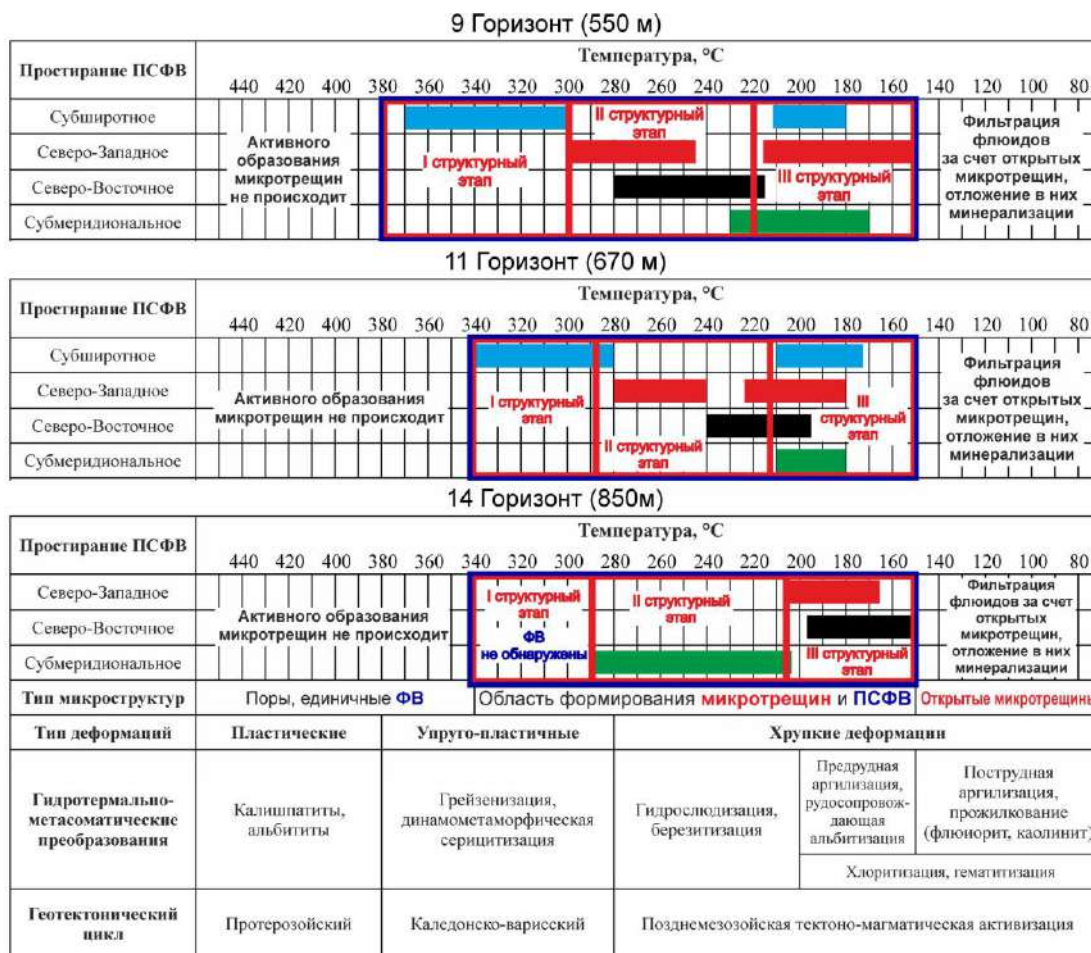 9 Горизонт (550 м)
Простирание ПСФВ
Температура, °С
440 420 400 380 360 340 320 300 280 260 240 220 200 180 160 140 120 100 80
Субширотное
Северо-Западное
Северо-Восточное
Субмеридиональное
Активного
образования
микротрещин
не происходит
I структурный
этап
II структурный
этап
III структурный
этап
Фильтрация
флюидов
за счет открытых
микротрещин,
отложение в них
минерализации
11 Горизонт (670 м)
Простирание ПСФВ
Температура, °С
440 420 400 380 360 340 320 300 280 260 240 220 200 180 160 140 120 100 80
Субширотное
Северо-Западное
Северо-Восточное
Субмеридиональное
Активного образования
микротрещин не происходит
I структурный
этап
II структурный
этап
III
структурный
этап
Фильтрация
флюидов
за счет открытых
микротрещин,
отложение в них
минерализации
14 Горизонт (850м)
Простирание ПСФВ
Температура, °С
440 420 400 380 360 340 320 300 280 260 240 220 200 180 160 140 120 100 80
Северо-Западное
Северо-Восточное
Субмеридиональное
Активного образования
микротрещин не происходит
I структурный
этап
ФВ
не обнаружены
II структурный
этап
III структурный
этап
Фильтрация
флюидов за счет
открытых
микротрещин,
отложение в них
минерализации
Тип микроструктур
Поры, единичные ФВ
Область формирования микротрещин и ПСФВ
Открытые микротрещины
Тип деформаций
Пластические
Упруго-пластичные
Хрупкие деформации
Гидротермально-
метасоматические
преобразования
Калишпатиты,
альбититы
Грейзенизация,
динамометаморфическая
серицитизация
Гидрослюдизация,
березитизация
Предрудная
аргилизация,
рудосопровож-
дающая
альбитизация
Пострудная
аргилизация,
прожилкование
(флюиорит, каолинит)
Хлоритизация, гематитизация
Геотектонический
цикл
Протерозойский
Каледонско-варисский
Позднемезозойская тектоно-магматическая активизация